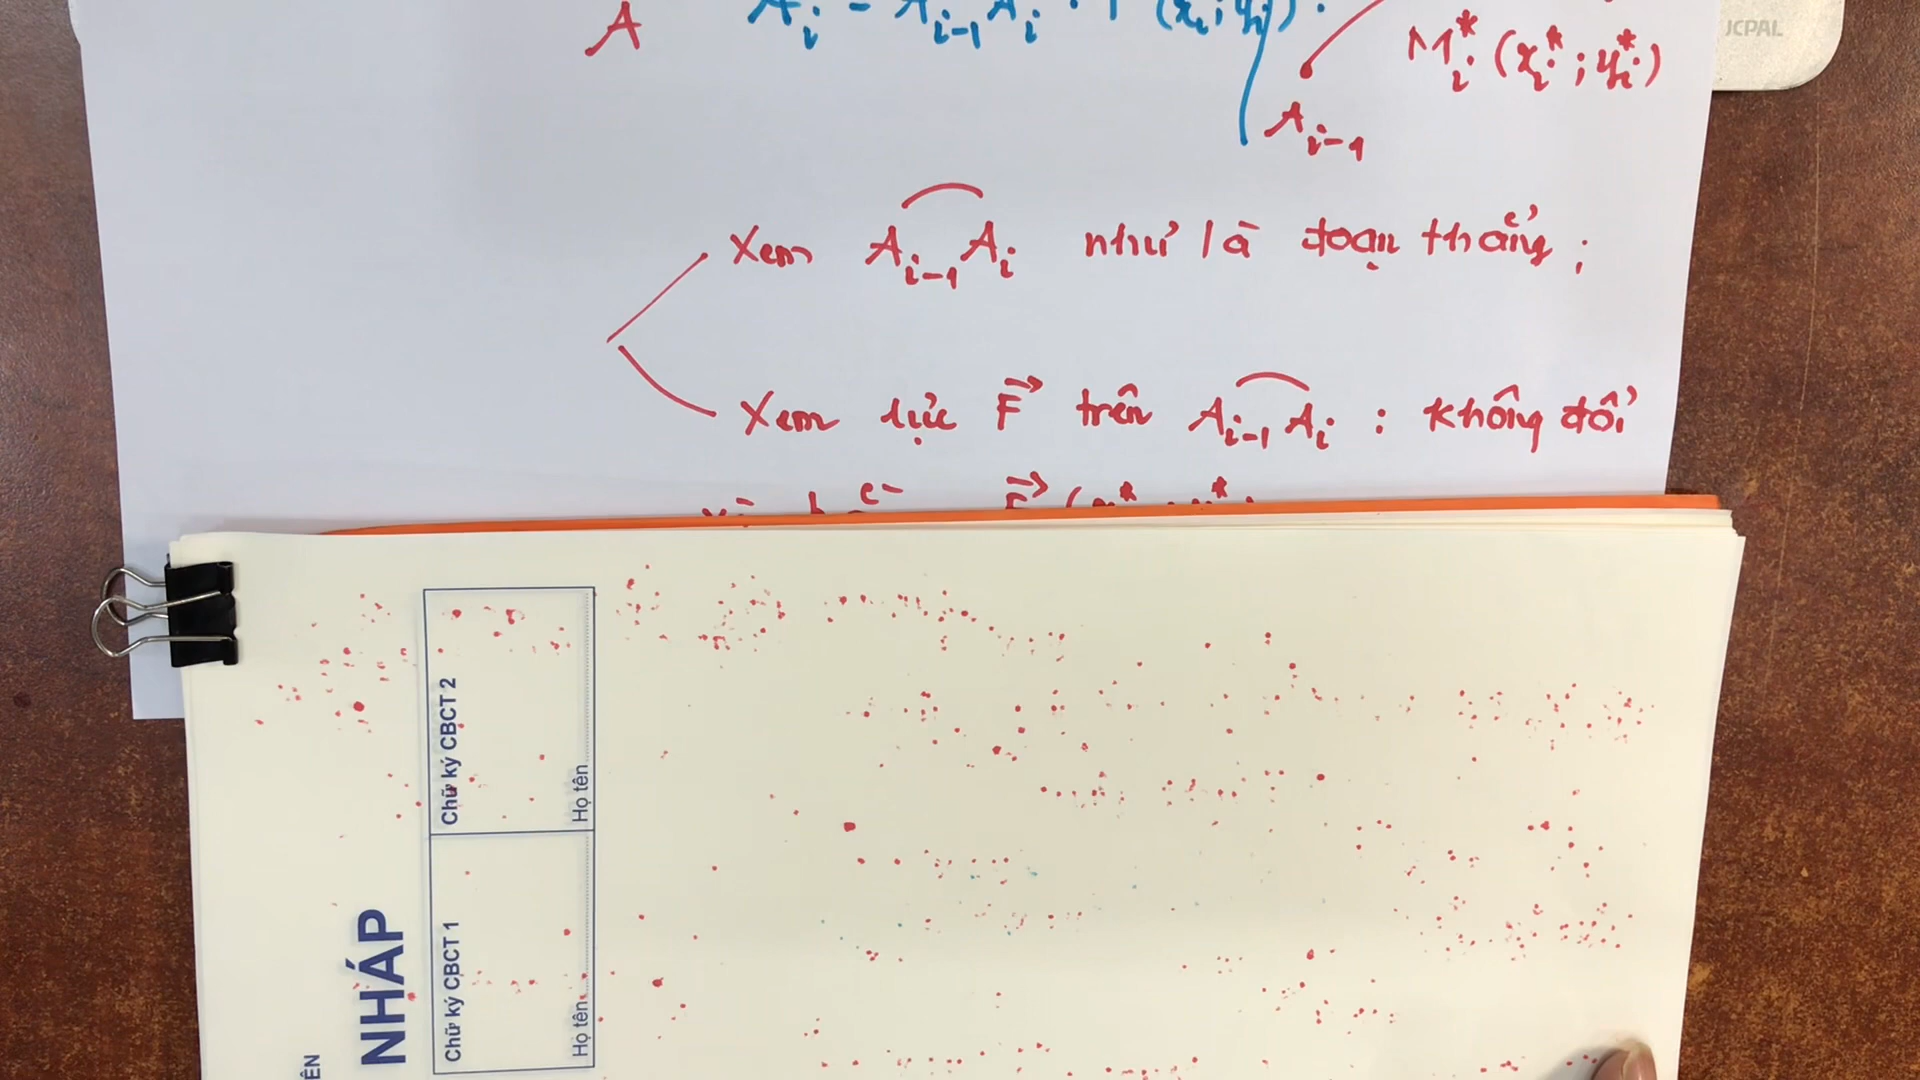 JCPAL
A
M*i (x*i ; y*i)
Ai-1
Xem Ai-1Ai như là đoạn thẳng ;
Xem lực F trên Ai-1Ai : không đổi
Chữ ký CBCT 2
Họ tên
Chữ ký CBCT 1
Họ tên
NHÁP
ÊN